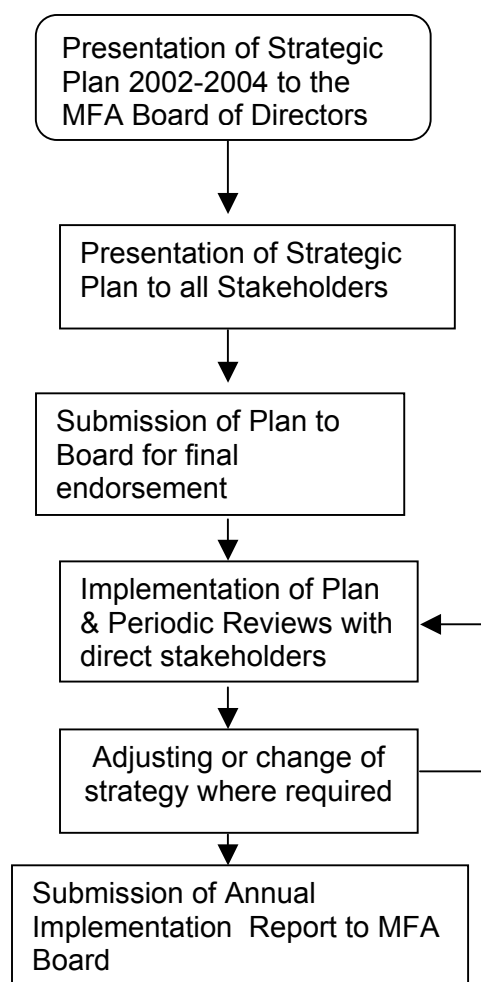 Presentation of Strategic
Plan 2002-2004 to the
MFA Board of Directors
Presentation of Strategic
Plan to all Stakeholders
Submission of Plan to
Board for final
endorsement
Implementation of Plan
& Periodic Reviews with
direct stakeholders
Adjusting or change of
strategy where required
Submission of Annual
Implementation  Report to MFA
Board